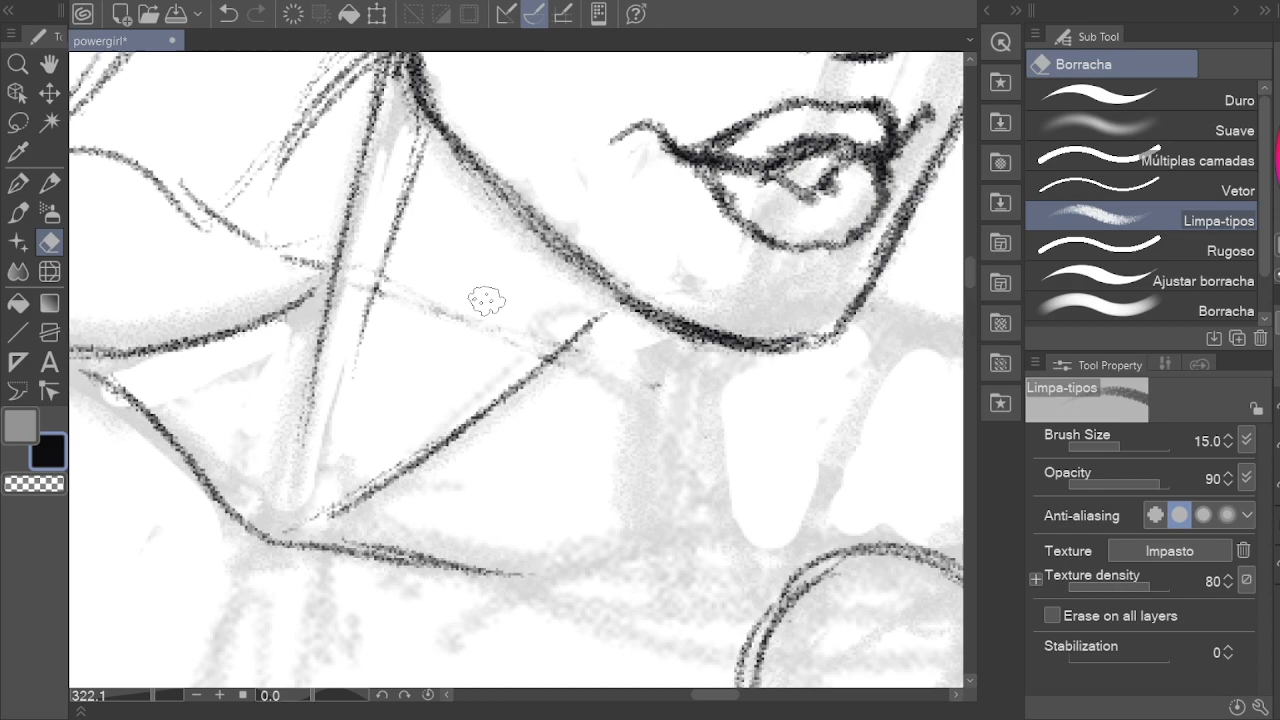 powergirl*
Sub Tool
Borracha
Duro
Suave
Múltiplas camadas
Vetor
Limpa-tipos
Rugoso
Ajustar borracha
Borracha
Tool Property
Limpa-tipos
Brush Size
15.0
Opacity
90
Anti-aliasing
Texture
Impasto
Texture density
80
Erase on all layers
Stabilization
0
322.1
0.0